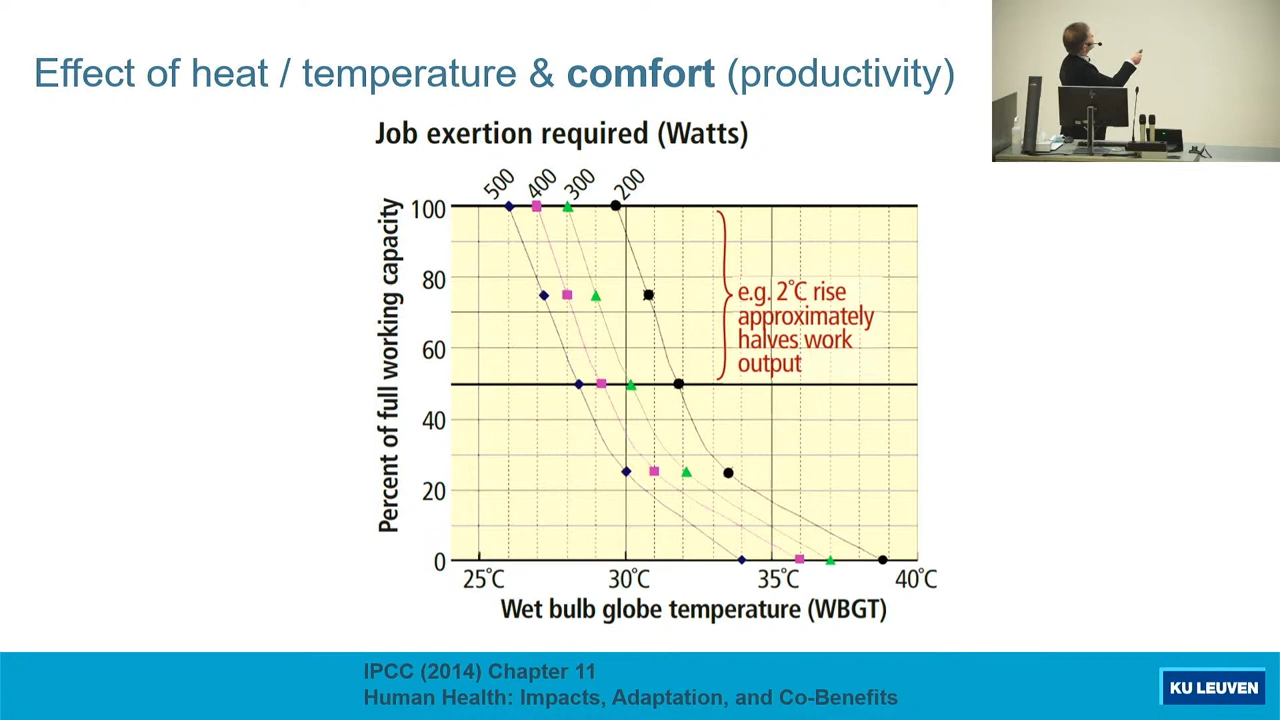 Effect of heat / temperature & comfort (productivity)
Job exertion required (Watts)
500 400 300 200
Percent of full working capacity
100
80
60
40
20
0
e.g. 2°C rise
approximately
halves work
output
25°C 30°C 35°C 40°C
Wet bulb globe temperature (WBGT)
IPCC (2014) Chapter 11
Human Health: Impacts, Adaptation, and Co-Benefits
KU LEUVEN